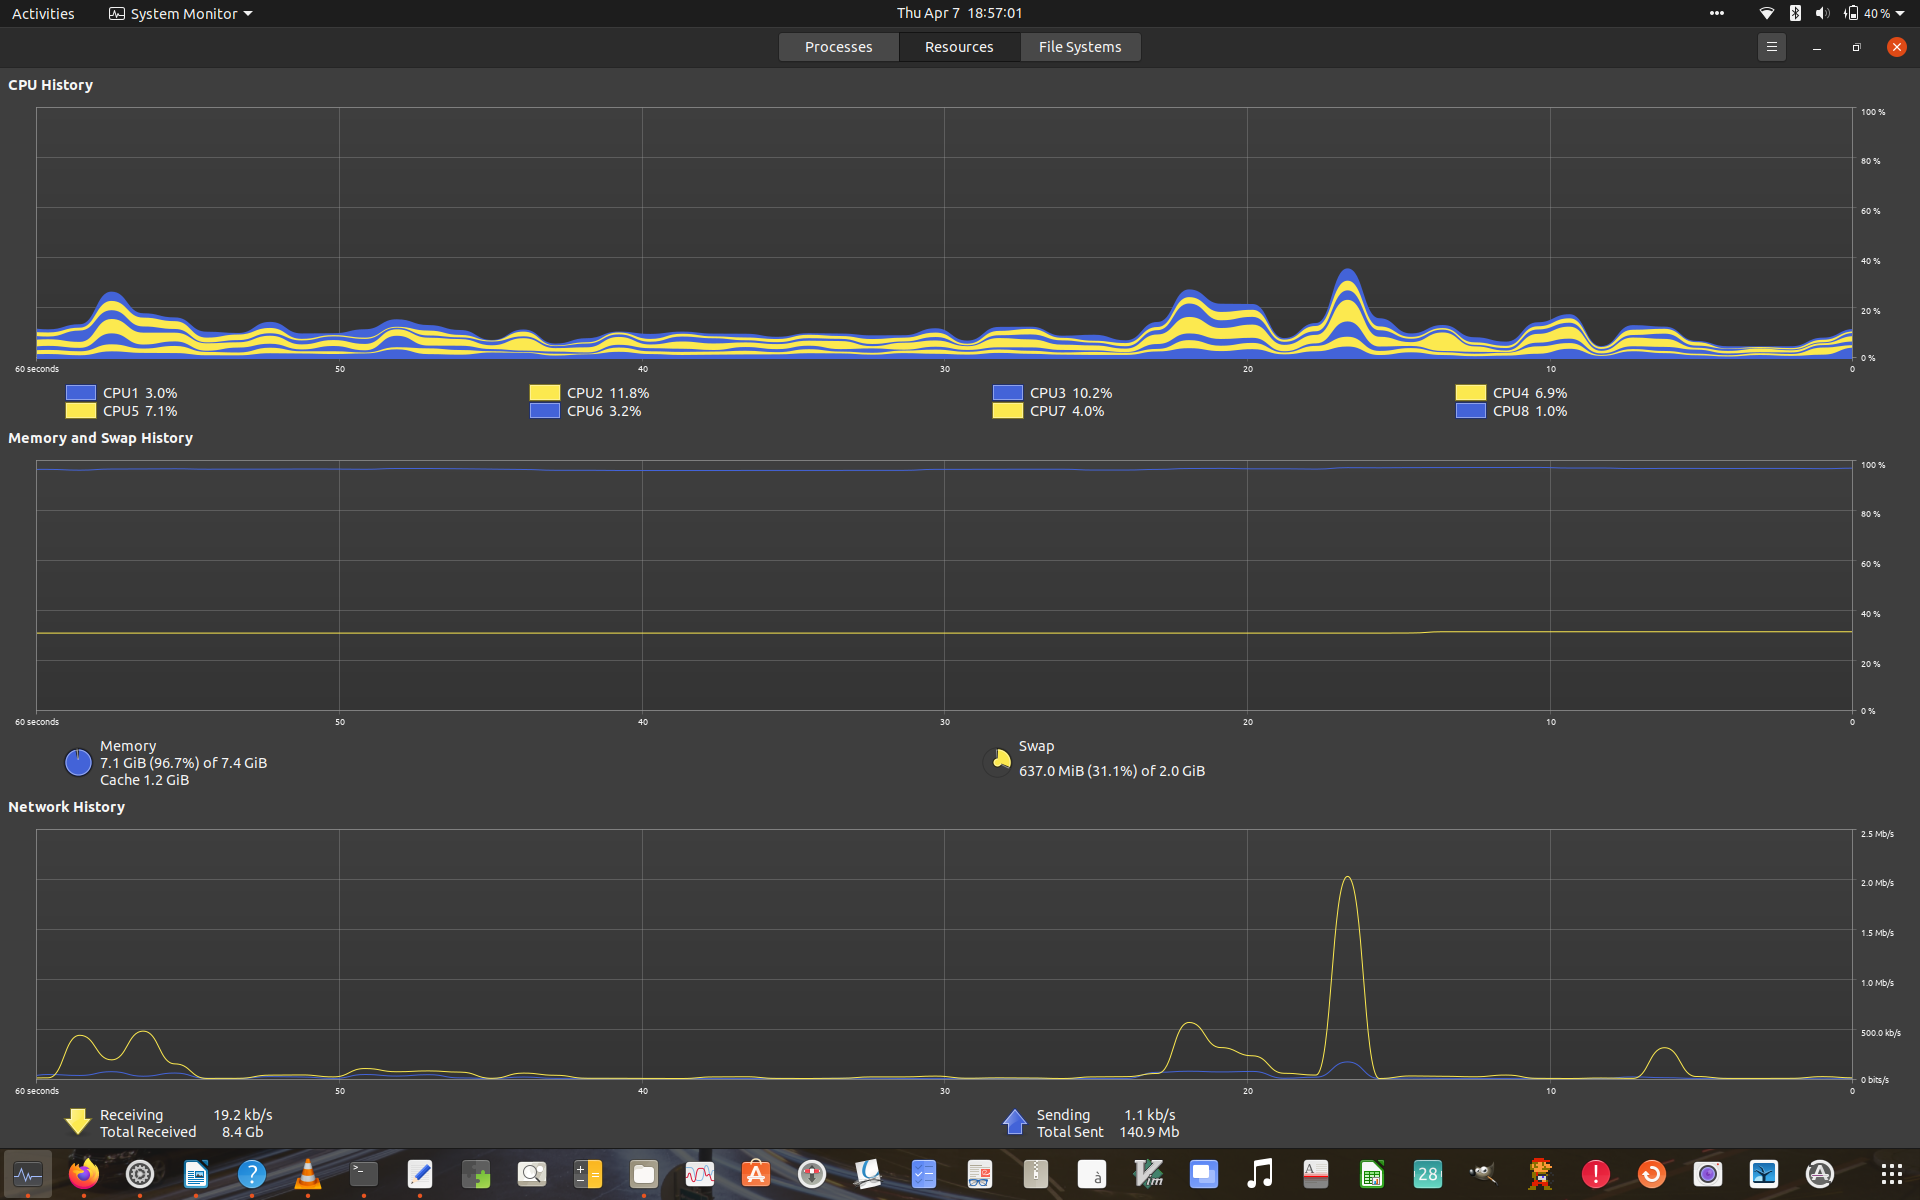 Activities System Monitor Thu Apr 7 18:57:01 40 %
Processes Resources File Systems
CPU History
100 %
80 %
60 %
40 %
20 %
0 %
60 seconds 50 40 30 20 10 0
CPU1 3.0% CPU2 11.8% CPU3 10.2% CPU4 6.9%
CPU5 7.1% CPU6 3.2% CPU7 4.0% CPU8 1.0%
Memory and Swap History
100 %
80 %
60 %
40 %
20 %
0 %
60 seconds 50 40 30 20 10 0
Memory Swap
7.1 GiB (96.7%) of 7.4 GiB 637.0 MiB (31.1%) of 2.0 GiB
Cache 1.2 GiB
Network History
2.5 Mb/s
2.0 Mb/s
1.5 Mb/s
1.0 Mb/s
500.0 kb/s
0 bits/s
60 seconds 50 40 30 20 10 0
Receiving 19.2 kb/s Sending 1.1 kb/s
Total Received 8.4 Gb Total Sent 140.9 Mb
? >_ A à Vim A 28 ! A